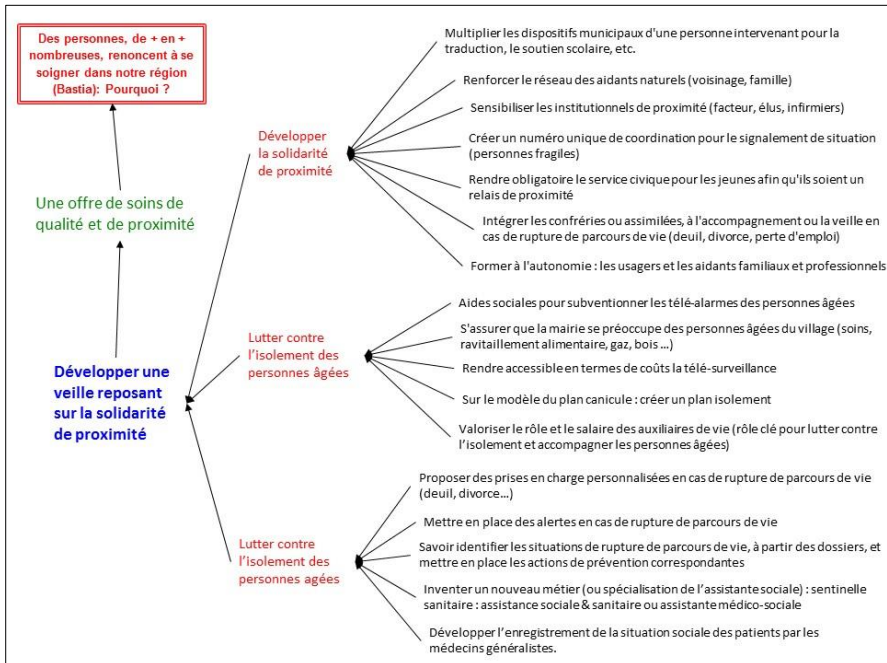 Des personnes, de + en +
nombreuses, renoncent à se
soigner dans notre région
(Bastia): Pourquoi ?
Une offre de soins de
qualité et de proximité
Développer une
veille reposant
sur la solidarité
de proximité
Développer
la solidarité
de proximité
Multiplier les dispositifs municipaux d'une personne intervenant pour la
traduction, le soutien scolaire, etc.
Renforcer le réseau des aidants naturels (voisinage, famille)
Sensibiliser les institutionnels de proximité (facteur, élus, infirmiers)
Créer un numéro unique de coordination pour le signalement de situation
(personnes fragiles)
Rendre obligatoire le service civique pour les jeunes afin qu'ils soient un
relais de proximité
Intégrer les confréries ou assimilées, à l'accompagnement ou la veille en
cas de rupture de parcours de vie (deuil, divorce, perte d'emploi)
Former à l'autonomie : les usagers et les aidants familiaux et professionnels
Lutter contre
l'isolement des
personnes âgées
Aides sociales pour subventionner les télé-alarmes des personnes âgées
S'assurer que la mairie se préoccupe des personnes âgées du village (soins,
ravitaillement alimentaire, gaz, bois ...)
Rendre accessible en termes de coûts la télé-surveillance
Sur le modèle du plan canicule : créer un plan isolement
Valoriser le rôle et le salaire des auxiliaires de vie (rôle clé pour lutter contre
l'isolement et accompagner les personnes âgées)
Lutter contre
l'isolement des
personnes agées
Proposer des prises en charge personnalisées en cas de rupture de parcours de vie
(deuil, divorce...)
Mettre en place des alertes en cas de rupture de parcours de vie
Savoir identifier les situations de rupture de parcours de vie, à partir des dossiers, et
mettre en place les actions de prévention correspondantes
Inventer un nouveau métier (ou spécialisation de l'assistante sociale) : sentinelle
sanitaire : assistance sociale & sanitaire ou assistante médico-sociale
Développer l'enregistrement de la situation sociale des patients par les
médecins généralistes.